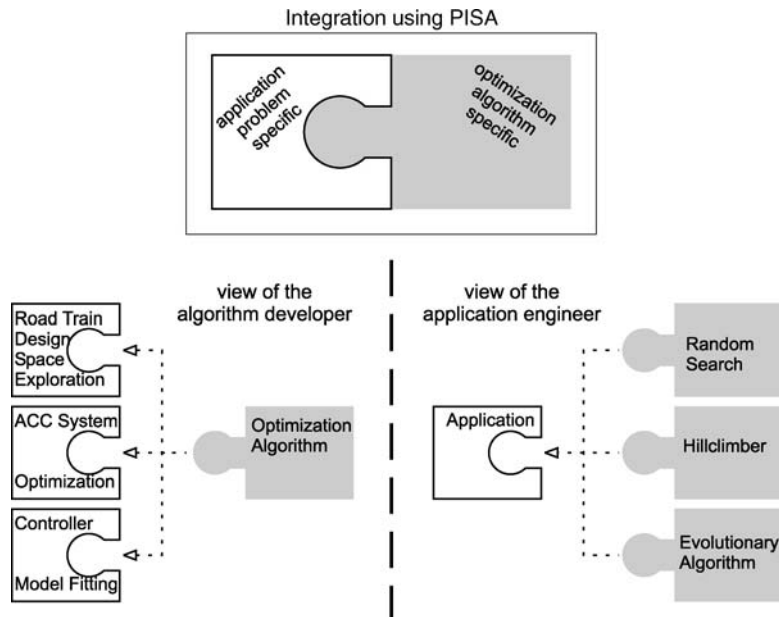 Integration using PISA
application
problem
specific
optimization
algorithm
specific
view of the
algorithm developer
view of the
application engineer
Road Train
Design
Space
Exploration
ACC System
Optimization
Controller
Model Fitting
Optimization
Algorithm
Application
Random
Search
Hillclimber
Evolutionary
Algorithm